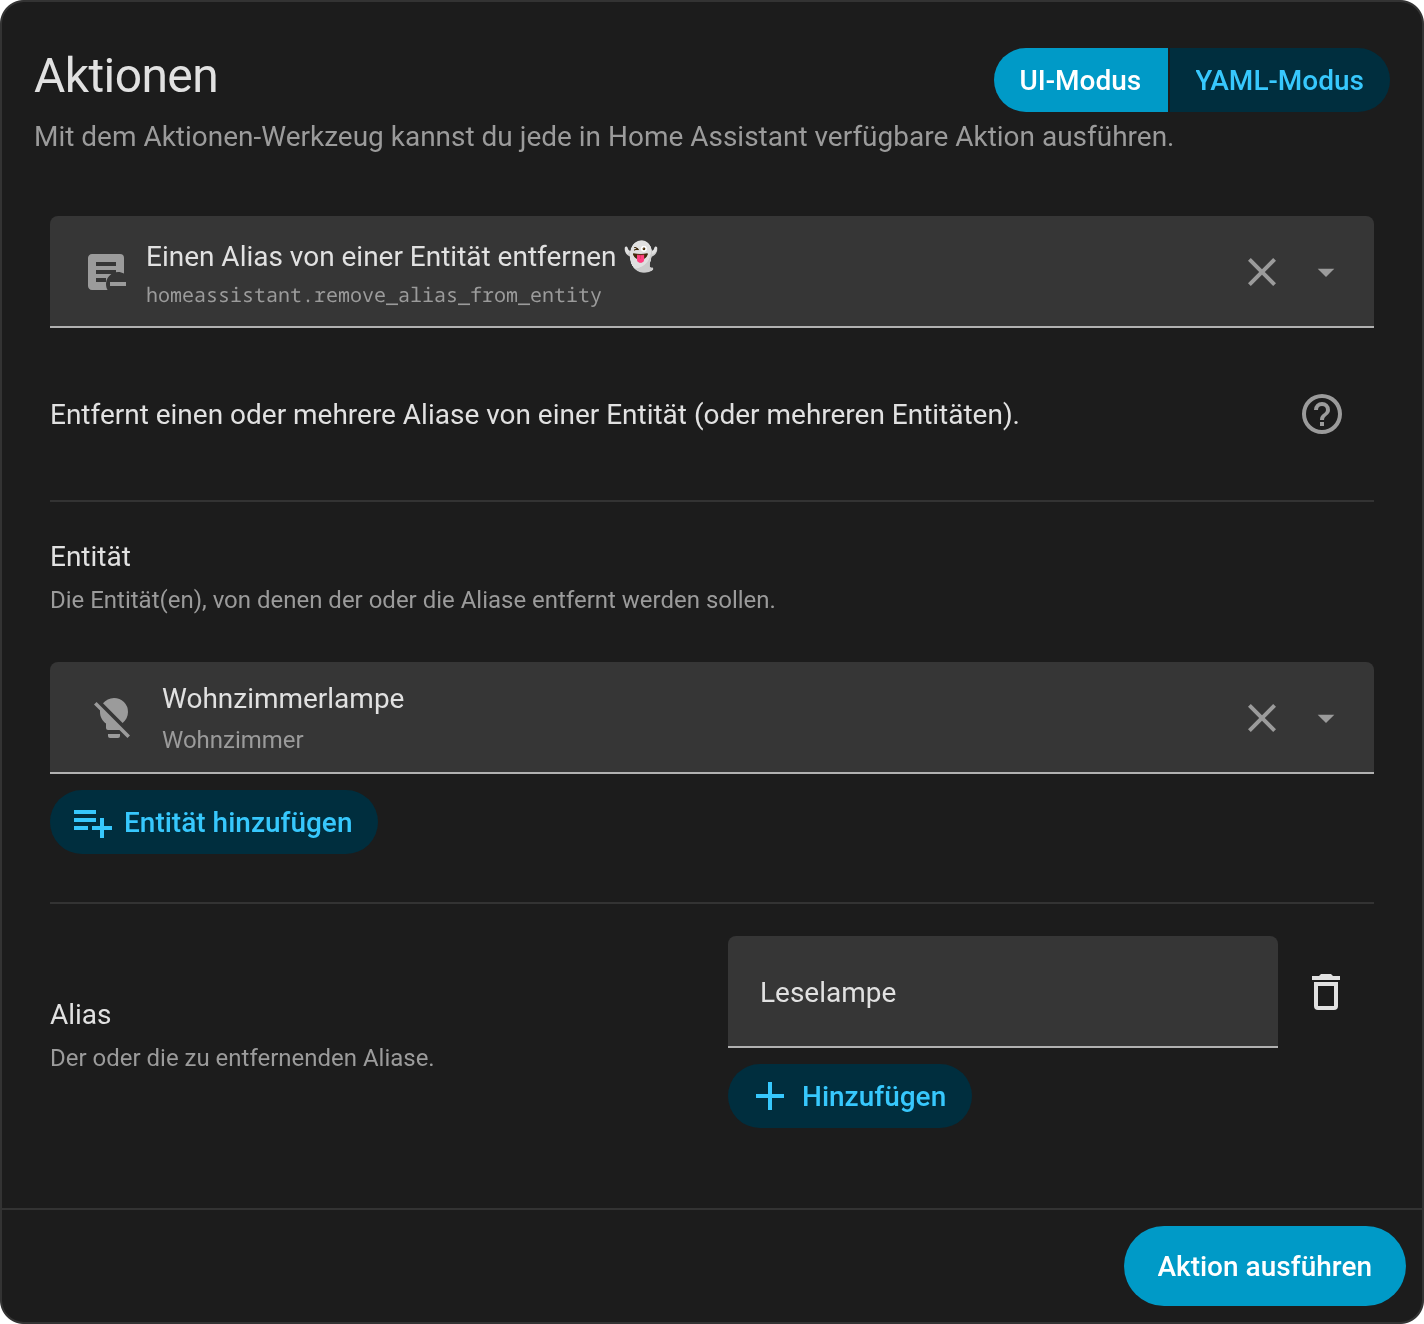 Aktionen
UI-Modus
YAML-Modus
Mit dem Aktionen-Werkzeug kannst du jede in Home Assistant verfügbare Aktion ausführen.
Einen Alias von einer Entität entfernen 👻
homeassistant.remove_alias_from_entity
Entfernt einen oder mehrere Aliase von einer Entität (oder mehreren Entitäten).
Entität
Die Entität(en), von denen der oder die Aliase entfernt werden sollen.
Wohnzimmerlampe
Wohnzimmer
Entität hinzufügen
Alias
Der oder die zu entfernenden Aliase.
Leselampe
Hinzufügen
Aktion ausführen